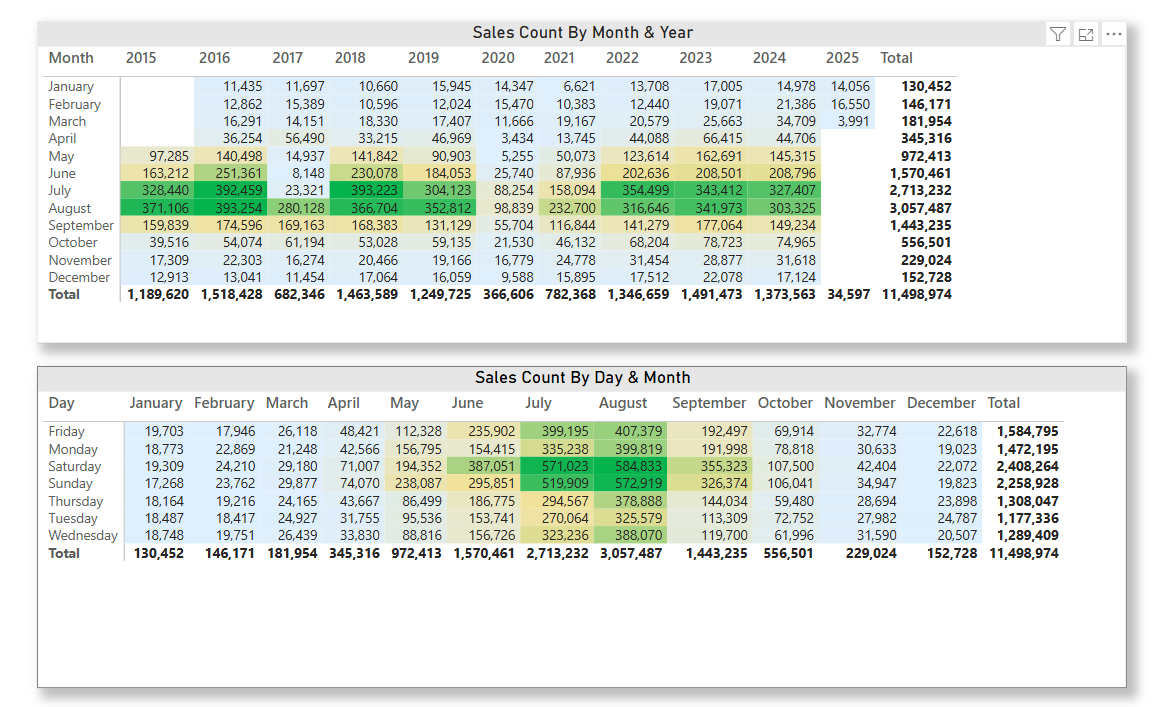 Sales Count By Month & Year
Month 2015 2016 2017 2018 2019 2020 2021 2022 2023 2024 2025 Total
January 11,435 11,697 10,660 15,945 14,347 6,621 13,708 17,005 14,978 14,056 130,452
February 12,862 15,389 10,596 12,024 15,470 10,383 12,440 19,071 21,386 16,550 146,171
March 16,291 14,151 18,330 17,407 11,666 19,167 20,579 25,663 34,709 3,991 181,954
April 36,254 56,490 33,215 46,969 3,434 13,745 44,088 66,415 44,706 345,316
May 97,285 140,498 14,937 141,842 90,903 5,255 50,073 123,614 162,691 145,315 972,413
June 163,212 251,361 8,148 230,078 184,053 25,740 87,936 202,636 208,501 208,796 1,570,461
July 328,440 392,459 23,321 393,223 304,123 88,254 158,094 354,499 343,412 327,407 2,713,232
August 371,106 393,254 280,128 366,704 352,812 98,839 232,700 316,646 341,973 303,325 3,057,487
September 159,839 174,596 169,163 168,383 131,129 55,704 116,844 141,279 177,064 149,234 1,443,235
October 39,516 54,074 61,194 53,028 59,135 21,530 46,132 68,204 78,723 74,965 556,501
November 17,309 22,303 16,274 20,466 19,166 16,779 24,778 31,454 28,877 31,618 229,024
December 12,913 13,041 11,454 17,064 16,059 9,588 15,895 17,512 22,078 17,124 152,728
Total 1,189,620 1,518,428 682,346 1,463,589 1,249,725 366,606 782,368 1,346,659 1,491,473 1,373,563 34,597 11,498,974
Sales Count By Day & Month
Day January February March April May June July August September October November December Total
Friday 19,703 17,946 26,118 48,421 112,328 235,902 399,195 407,379 192,497 69,914 32,774 22,618 1,584,795
Monday 18,773 22,869 21,248 42,566 156,795 154,415 335,238 399,819 191,998 78,818 30,633 19,023 1,472,195
Saturday 19,309 24,210 29,180 71,007 194,352 387,051 571,023 584,833 355,323 107,500 42,404 22,072 2,408,264
Sunday 17,268 23,762 29,877 74,070 238,087 295,851 519,909 572,919 326,374 106,041 34,947 19,823 2,258,928
Thursday 18,164 19,216 24,165 43,667 86,499 186,775 294,567 378,888 144,034 59,480 28,694 23,898 1,308,047
Tuesday 18,487 18,417 24,927 31,755 95,536 153,741 270,064 325,579 113,309 72,752 27,982 24,787 1,177,336
Wednesday 18,748 19,751 26,439 33,830 88,816 156,726 323,236 388,070 119,700 61,996 31,590 20,507 1,289,409
Total 130,452 146,171 181,954 345,316 972,413 1,570,461 2,713,232 3,057,487 1,443,235 556,501 229,024 152,728 11,498,974